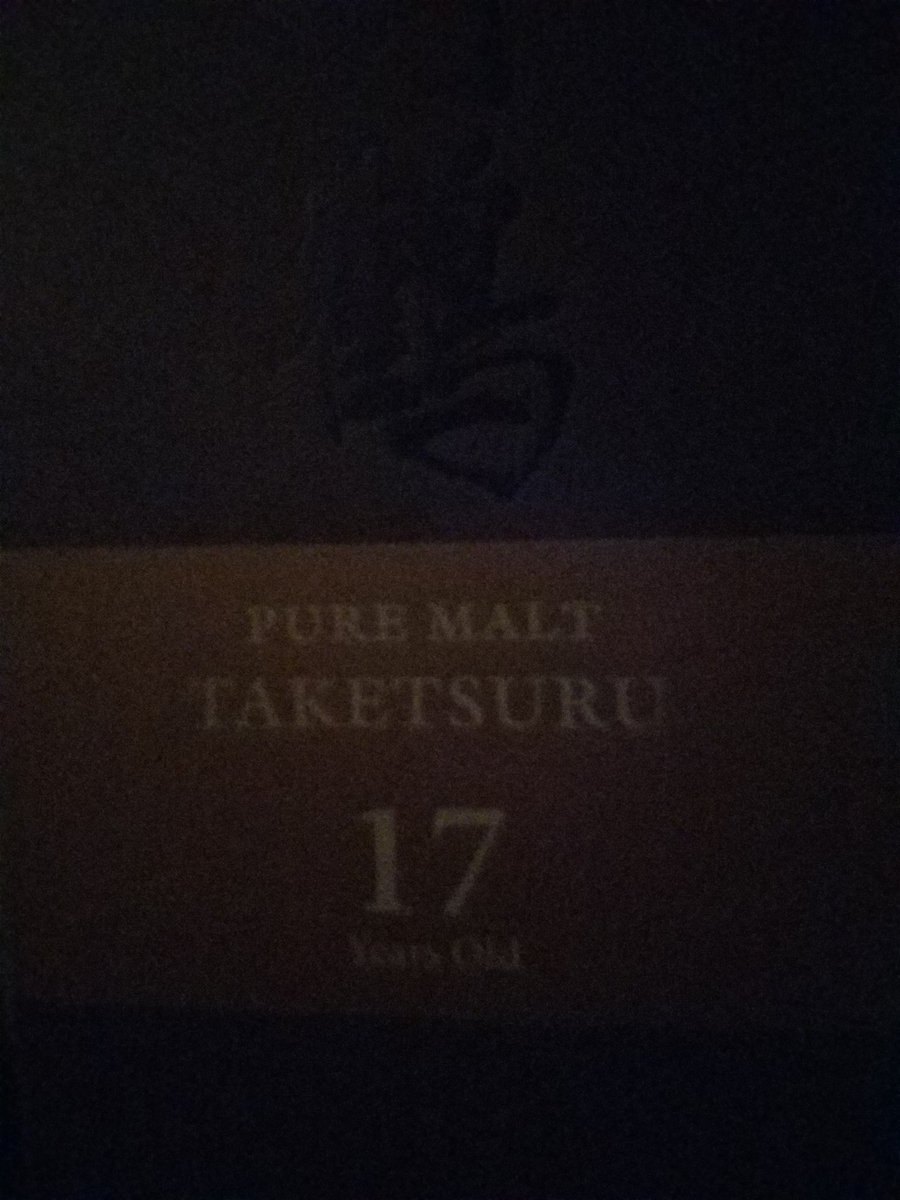 PURE MALT
TAKETSURU
17
Years Old